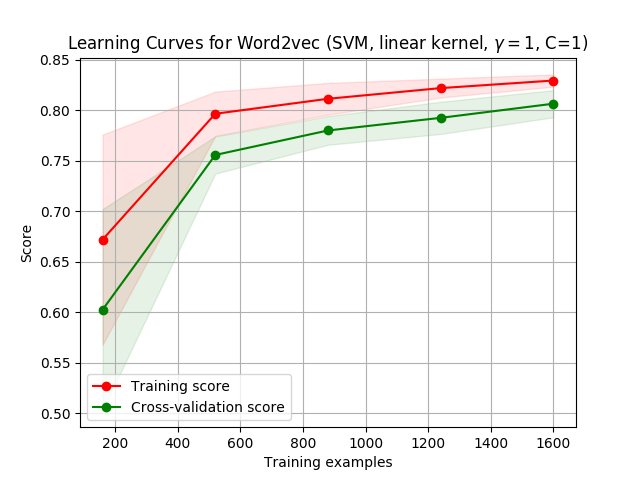 Learning Curves for Word2vec (SVM, linear kernel, γ = 1, C=1)
0.85
0.80
0.75
0.70
0.65
0.60
0.55
0.50
Score
Training score
Cross-validation score
200 400 600 800 1000 1200 1400 1600
Training examples